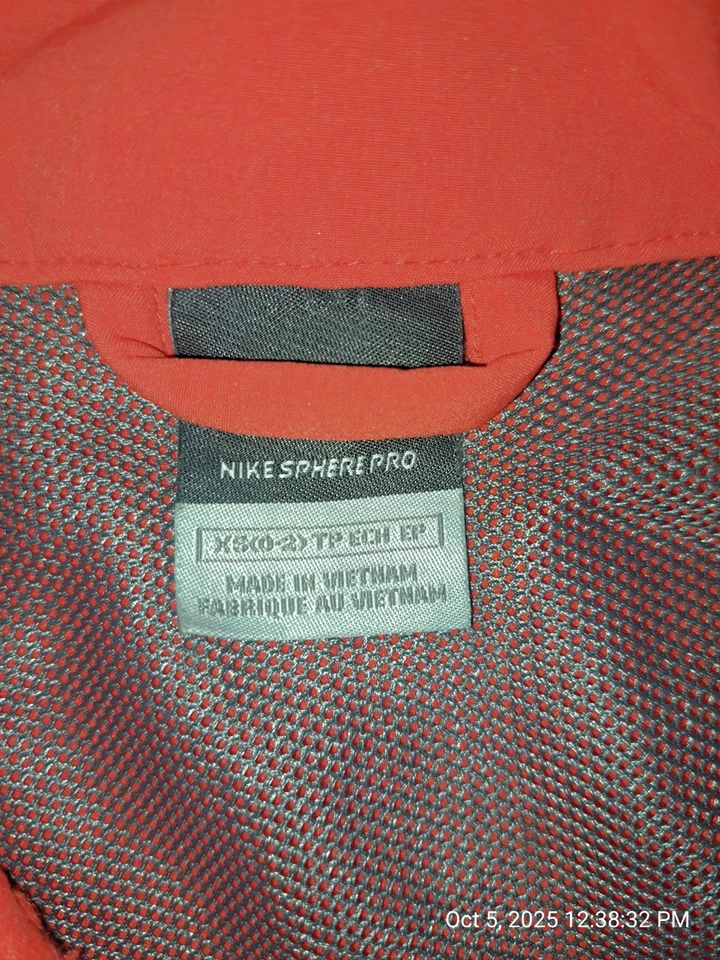 NIKE SPHERE PRO
XS(0-2) TP ECH EP
MADE IN VIETNAM
FABRIQUE AU VIETNAM
Oct 5, 2025 12:38:32 PM